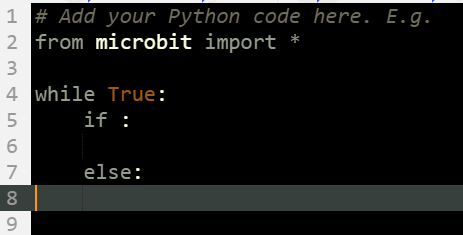 1 # Add your Python code here. E.g.
2 from microbit import *
3
4 while True:
5     if :
6
7     else:
8
9